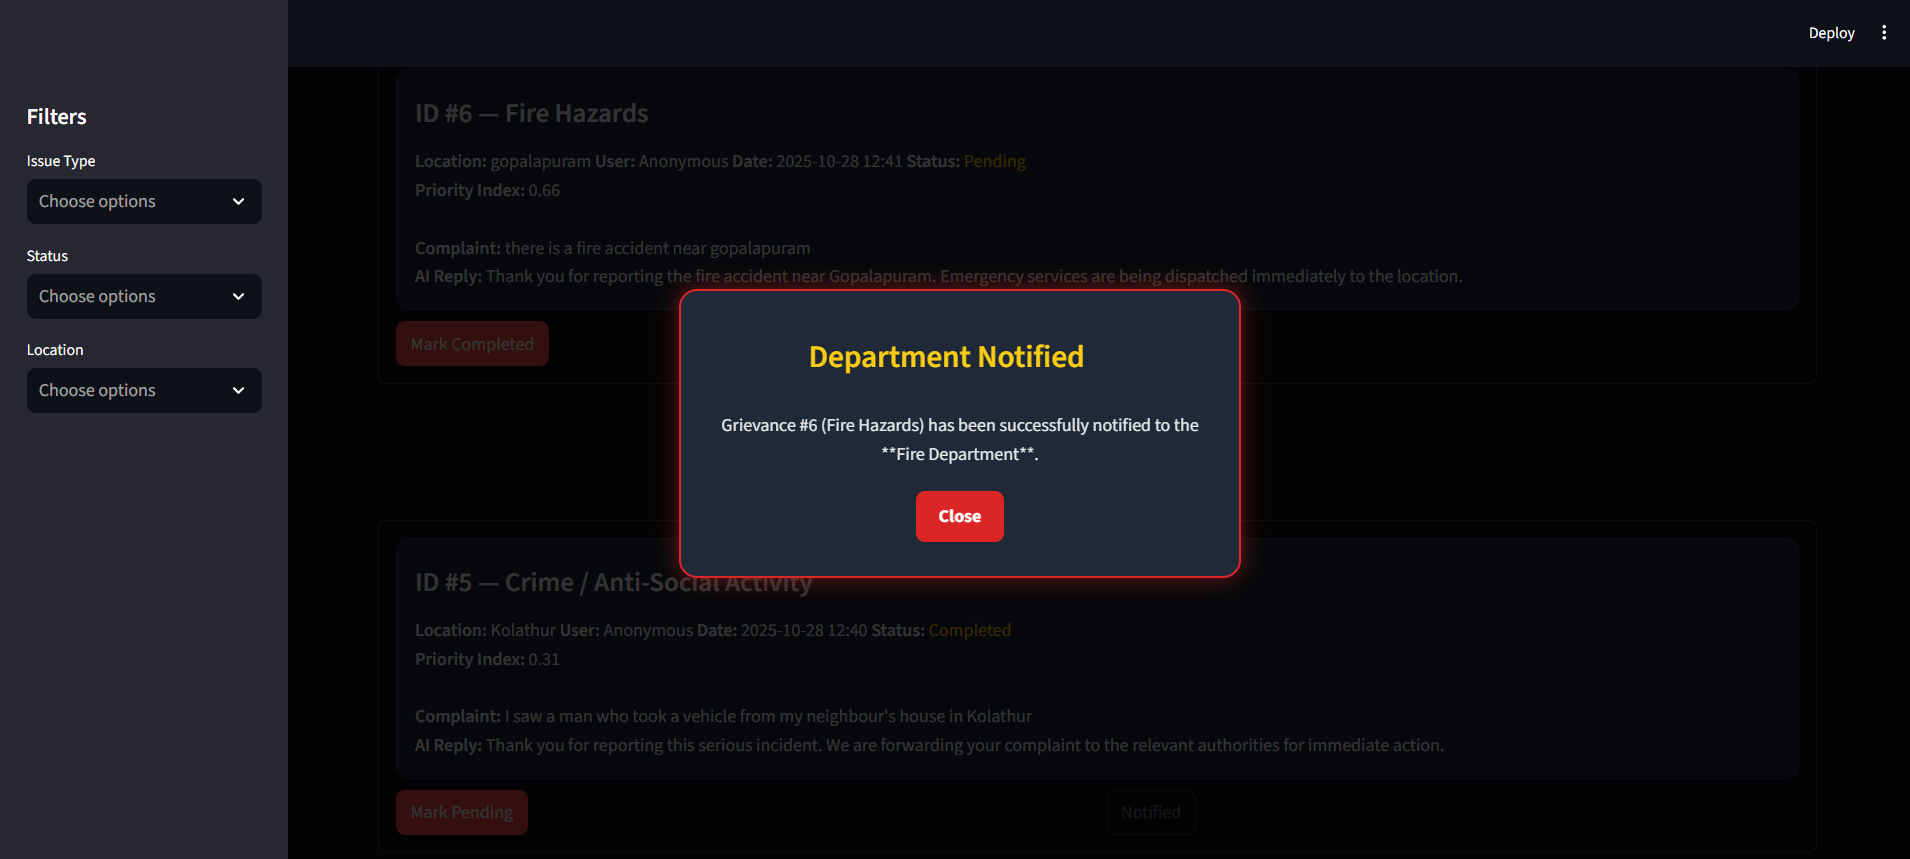 Deploy
Filters
Issue Type
Choose options
Status
Choose options
Location
Choose options
ID #6 — Fire Hazards
Location: gopalapuram User: Anonymous Date: 2025-10-28 12:41 Status: Pending
Priority Index: 0.66
Complaint: there is a fire accident near gopalapuram
AI Reply: Thank you for reporting the fire accident near Gopalapuram. Emergency services are being dispatched immediately to the location.
Mark Completed
Department Notified
Grievance #6 (Fire Hazards) has been successfully notified to the
**Fire Department**.
Close
ID #5 — Crime / Anti-Social Activity
Location: Kolathur User: Anonymous Date: 2025-10-28 12:40 Status: Completed
Priority Index: 0.31
Complaint: I saw a man who took a vehicle from my neighbour's house in Kolathur
AI Reply: Thank you for reporting this serious incident. We are forwarding your complaint to the relevant authorities for immediate action.
Mark Pending
Notified